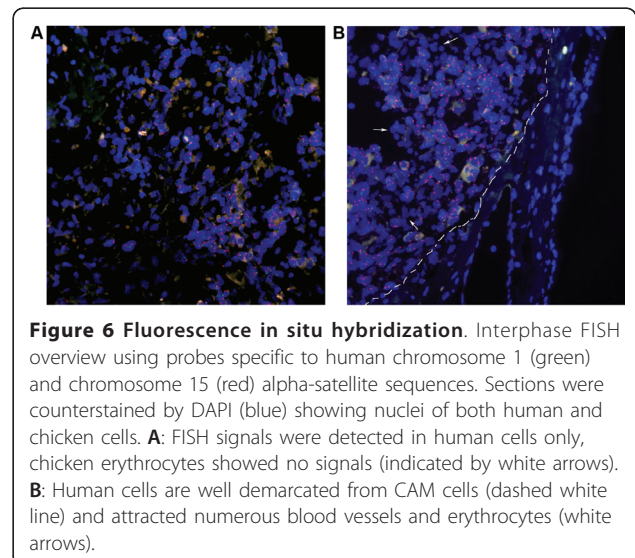 A
B
Figure 6 Fluorescence in situ hybridization. Interphase FISH
overview using probes specific to human chromosome 1 (green)
and chromosome 15 (red) alpha-satellite sequences. Sections were
counterstained by DAPI (blue) showing nuclei of both human and
chicken cells. A: FISH signals were detected in human cells only,
chicken erythrocytes showed no signals (indicated by white arrows).
B: Human cells are well demarcated from CAM cells (dashed white
line) and attracted numerous blood vessels and erythrocytes (white
arrows).